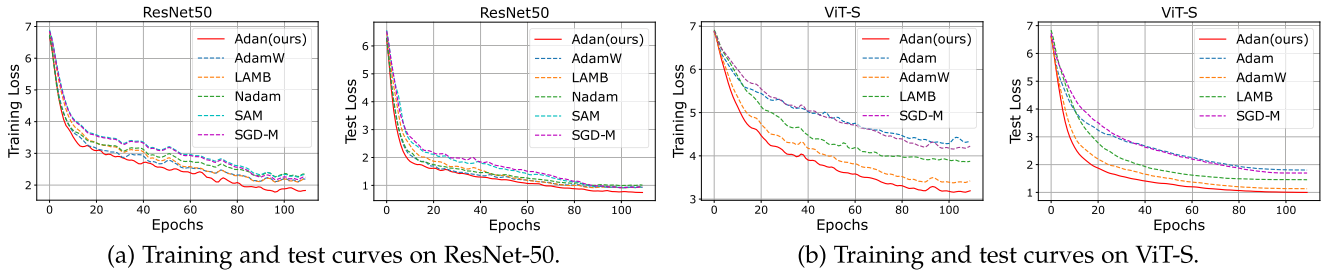 ResNet50
Training Loss
7
6
5
4
3
2
0
20
40
60
80
100
Epochs
Adan(ours)
AdamW
LAMB
Nadam
SAM
SGD-M
ResNet50
Test Loss
6
5
4
3
2
1
0
20
40
60
80
100
Epochs
Adan(ours)
AdamW
LAMB
Nadam
SAM
SGD-M
(a) Training and test curves on ResNet-50.
ViT-S
Training Loss
7
6
5
4
3
0
20
40
60
80
100
Epochs
Adan(ours)
Adam
AdamW
LAMB
SGD-M
ViT-S
Test Loss
7
6
5
4
3
2
1
0
20
40
60
80
100
Epochs
Adan(ours)
Adam
AdamW
LAMB
SGD-M
(b) Training and test curves on ViT-S.